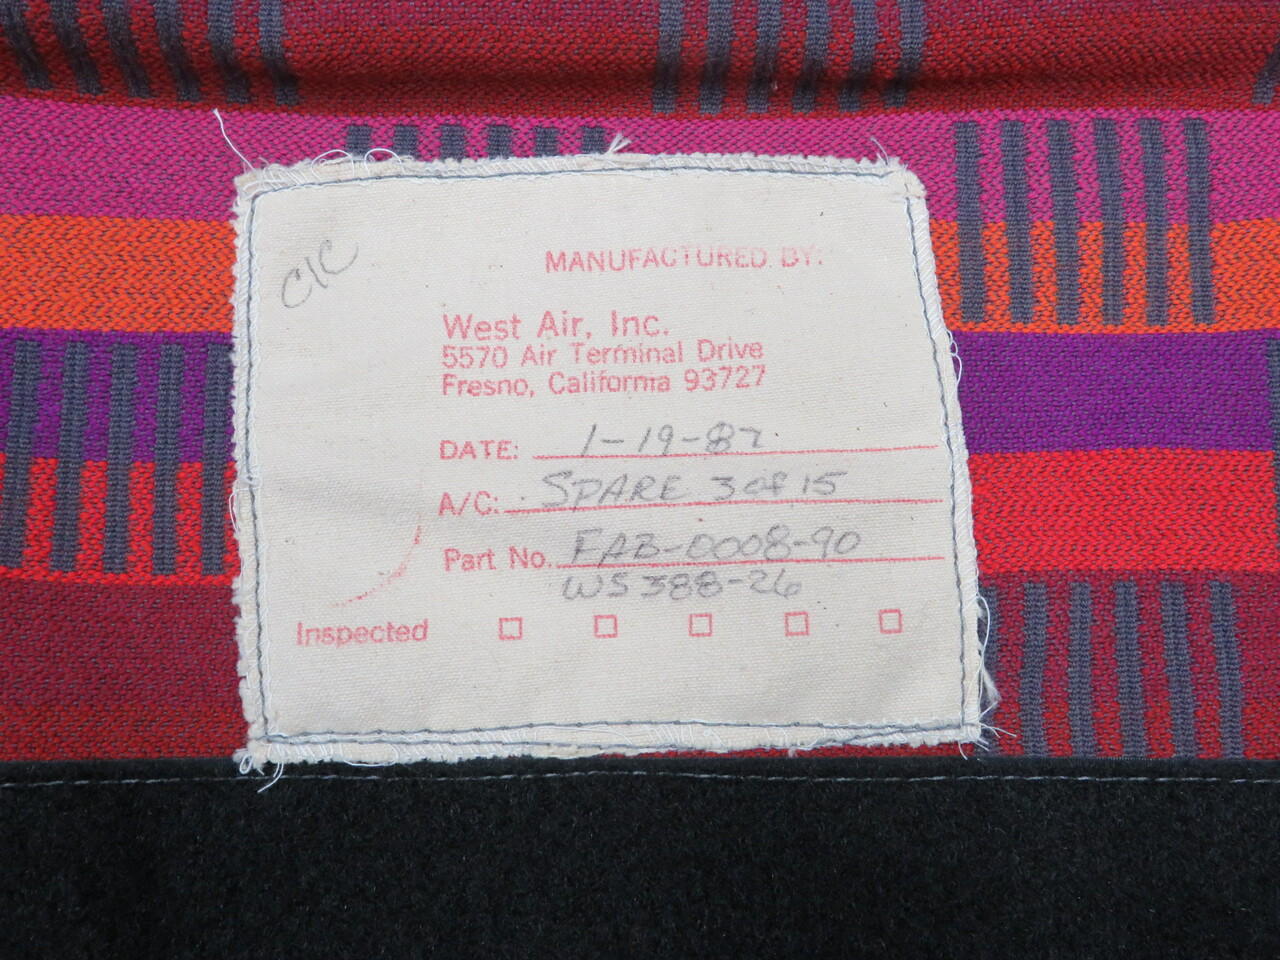 CIC
MANUFACTURED BY:
West Air, Inc.
5570 Air Terminal Drive
Fresno, California 93727
DATE: 1-19-87
A/C: SPARE 3 of 15
Part No. FAB-0008-90
WS388-26
Inspected